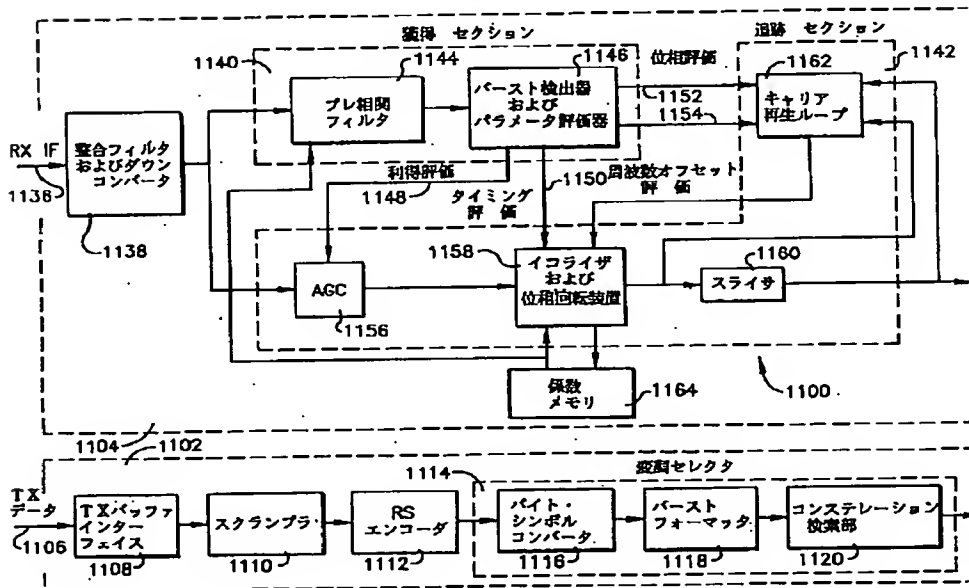 獲得 セクション
追跡 セクション
1140
1144
1146
位相評価
1162
1142
プレ相関
フィルタ
バースト検出器
および
パラメータ評価器
1152
1154
キャリア
再生ループ
RX IF
1136
整合フィルタ
およびダウン
コンバータ
1138
利得評価
1148
1150
周波数オフセット
評価
タイミング
評価
1158
イコライザ
および
位相回転装置
1160
スライサ
AGC
1156
係数
メモリ
1164
1100
1104
1102
変調セレクタ
TX
データ
1106
TXバッファ
インター
フェイス
1108
スクランブラ
1110
RS
エンコーダ
1112
1114
バイト・
シンボル
コンバータ
1116
バースト
フォーマッタ
1118
コンステレーション
検索部
1120